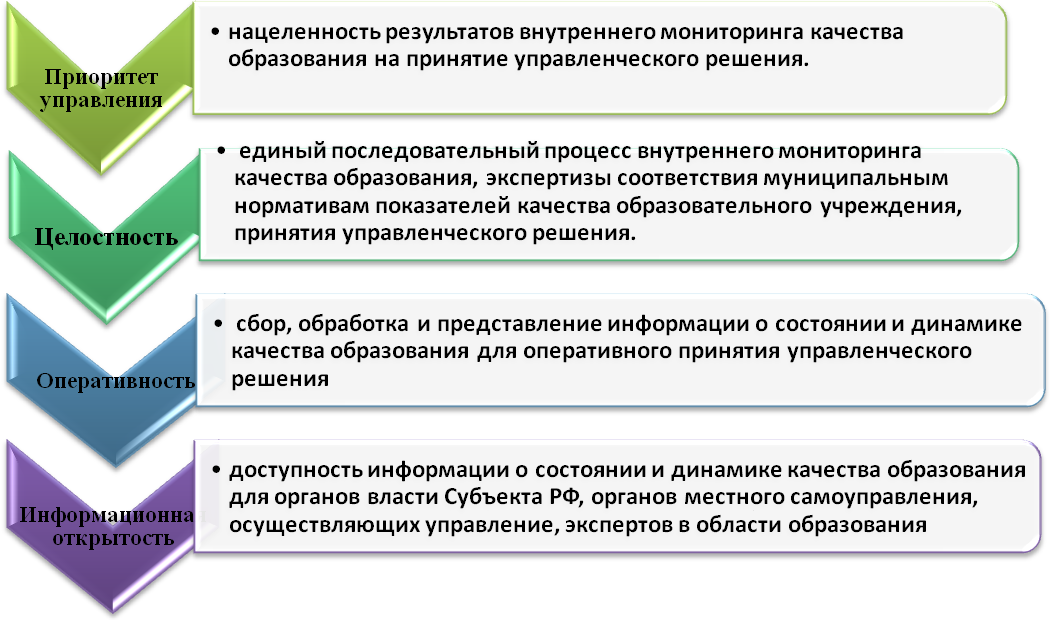 Приоритет
управления
• нацеленность результатов внутреннего мониторинга качества
образования на принятие управленческого решения.
Целостность
• единый последовательный процесс внутреннего мониторинга
качества образования, экспертизы соответствия муниципальным
нормативам показателей качества образовательного учреждения,
принятия управленческого решения.
Оперативность
• сбор, обработка и представление информации о состоянии и динамике
качества образования для оперативного принятия управленческого
решения
Информационная
открытость
• доступность информации о состоянии и динамике качества образования
для органов власти Субъекта РФ, органов местного самоуправления,
осуществляющих управление, экспертов в области образования